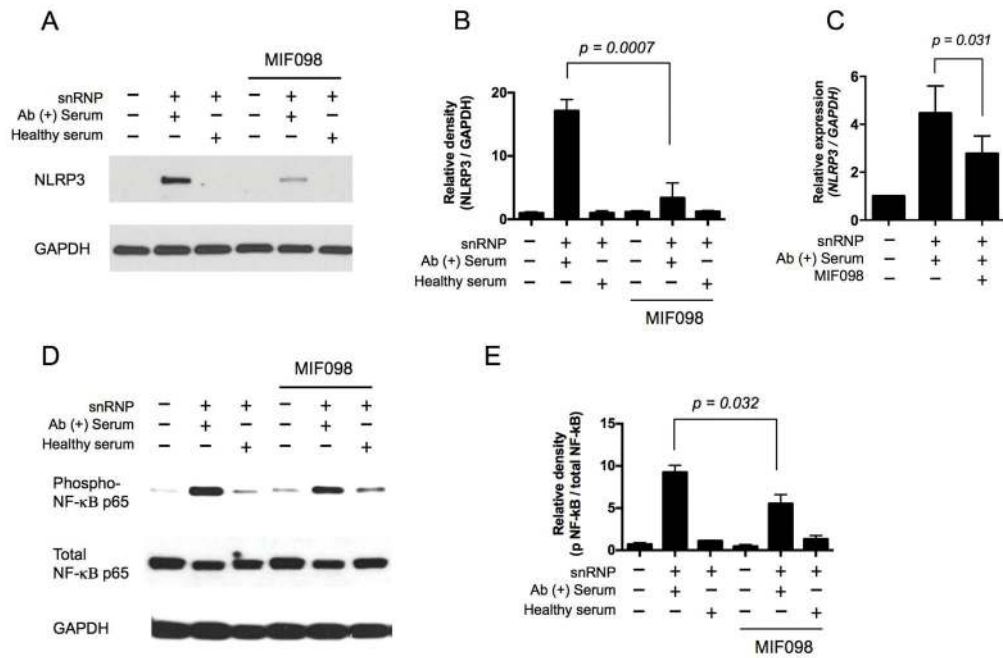 A
MIF098
snRNP – + + – + +
Ab (+) Serum – + – – + –
Healthy serum – – + – – +
NLRP3
GAPDH
B
p = 0.0007
Relative density
(NLRP3 / GAPDH)
20
10
0
snRNP – + + – + +
Ab (+) Serum – + – – + –
Healthy serum – – + – – +
MIF098
C
p = 0.031
Relative expression
(NLRP3 / GAPDH)
6
4
2
0
snRNP – + +
Ab (+) Serum – + +
MIF098 – – +
D
MIF098
snRNP – + + – + +
Ab (+) Serum – + – – + –
Healthy serum – – + – – +
Phospho-
NF-κB p65
Total
NF-κB p65
GAPDH
E
p = 0.032
Relative density
(p NF-kB / total NF-kB)
15
10
5
0
snRNP – + + – + +
Ab (+) Serum – + – – + –
Healthy serum – – + – – +
MIF098